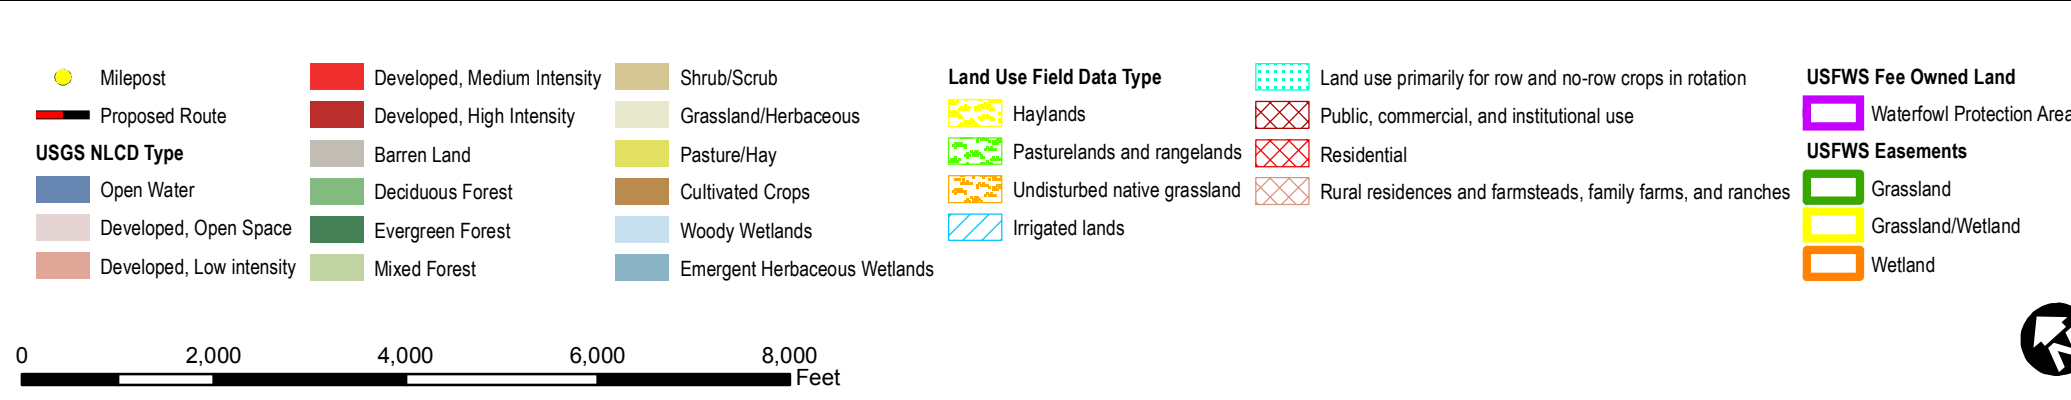 Milepost
Proposed Route
USGS NLCD Type
Open Water
Developed, Open Space
Developed, Low intensity
Developed, Medium Intensity
Developed, High Intensity
Barren Land
Deciduous Forest
Evergreen Forest
Mixed Forest
Shrub/Scrub
Grassland/Herbaceous
Pasture/Hay
Cultivated Crops
Woody Wetlands
Emergent Herbaceous Wetlands
Land Use Field Data Type
Haylands
Pasturelands and rangelands
Undisturbed native grassland
Irrigated lands
Land use primarily for row and no-row crops in rotation
Public, commercial, and institutional use
Residential
Rural residences and farmsteads, family farms, and ranches
USFWS Fee Owned Land
Waterfowl Protection Area
USFWS Easements
Grassland
Grassland/Wetland
Wetland
0 2,000 4,000 6,000 8,000
Feet